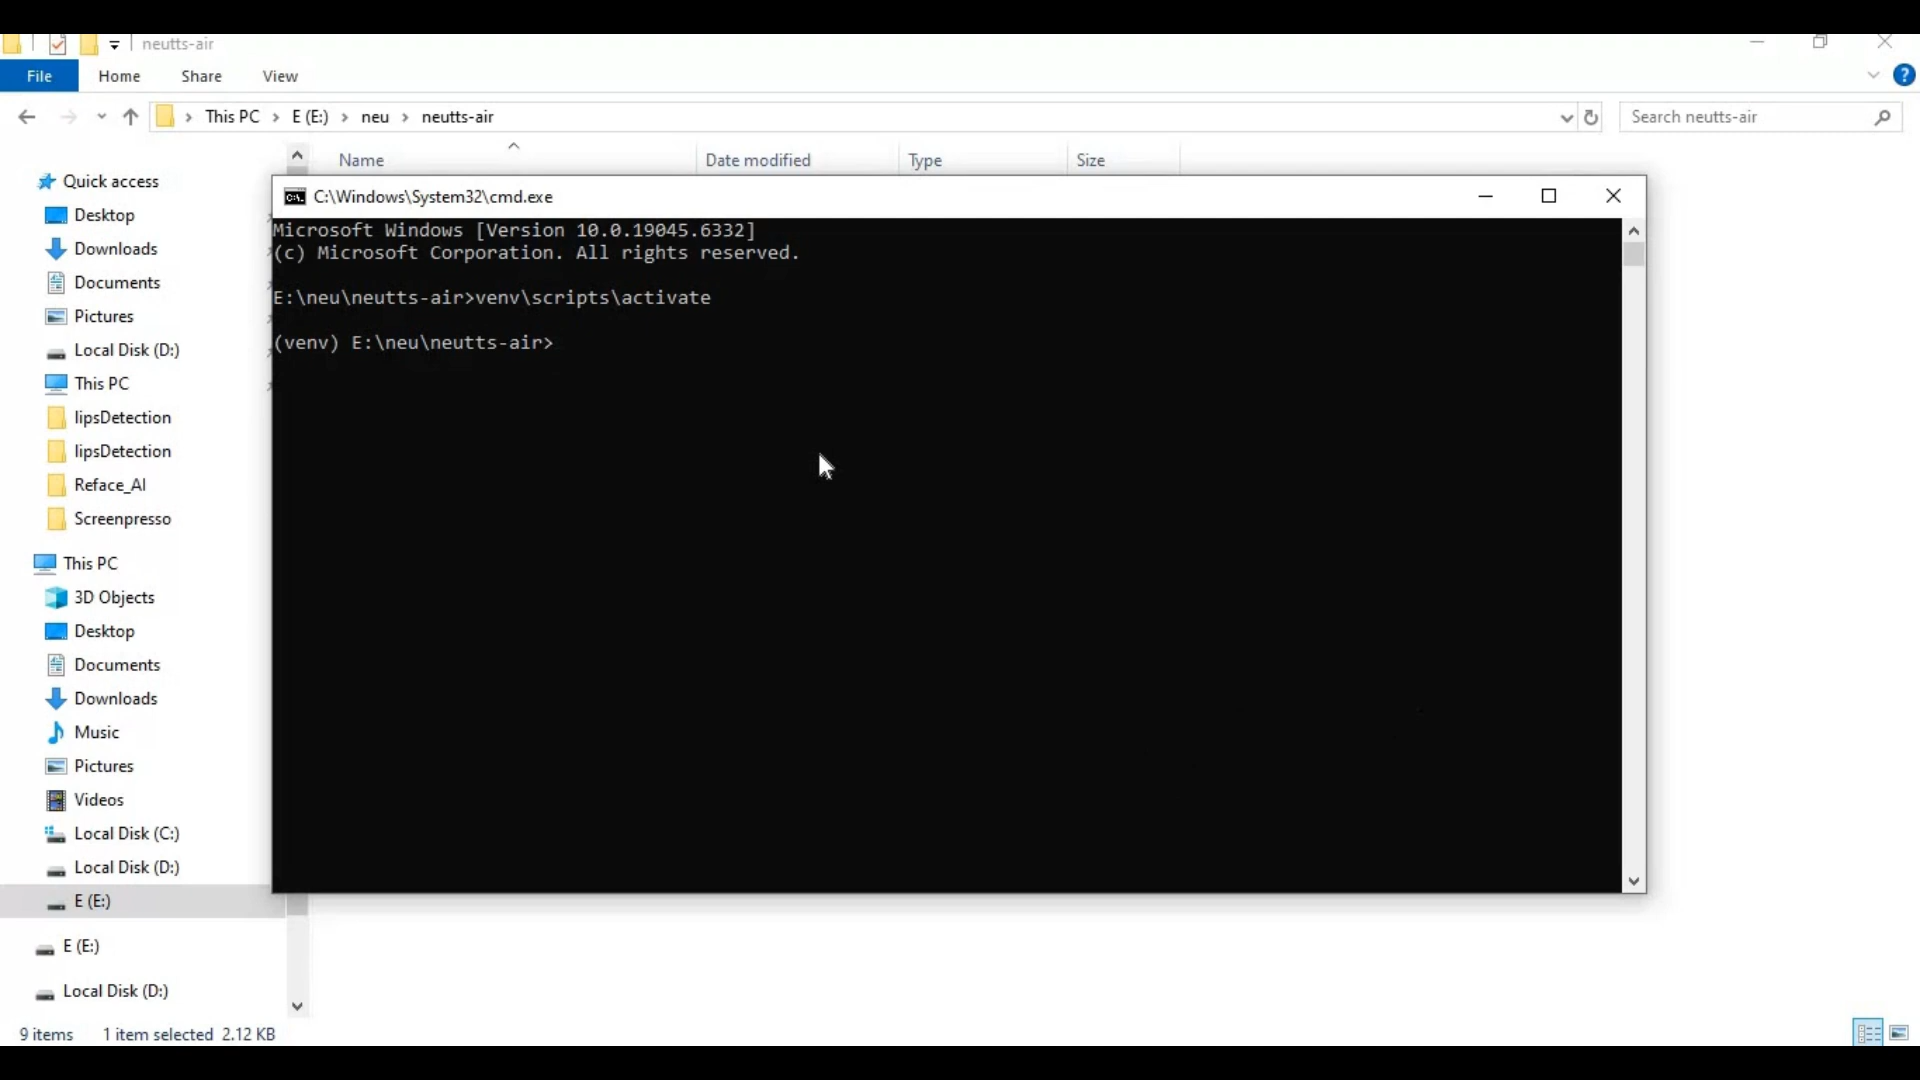 neutts-air
File Home Share View
This PC > E (E:) > neu > neutts-air
Search neutts-air
Name Date modified Type Size
Quick access
Desktop
Downloads
Documents
Pictures
Local Disk (D:)
This PC
lipsDetection
lipsDetection
Reface_AI
Screenpresso
This PC
3D Objects
Desktop
Documents
Downloads
Music
Pictures
Videos
Local Disk (C:)
Local Disk (D:)
E (E:)
E (E:)
Local Disk (D:)
9 items 1 item selected 2.12 KB
C:\Windows\System32\cmd.exe
Microsoft Windows [Version 10.0.19045.6332]
(c) Microsoft Corporation. All rights reserved.
E:\neu\neutts-air>venv\scripts\activate
(venv) E:\neu\neutts-air>